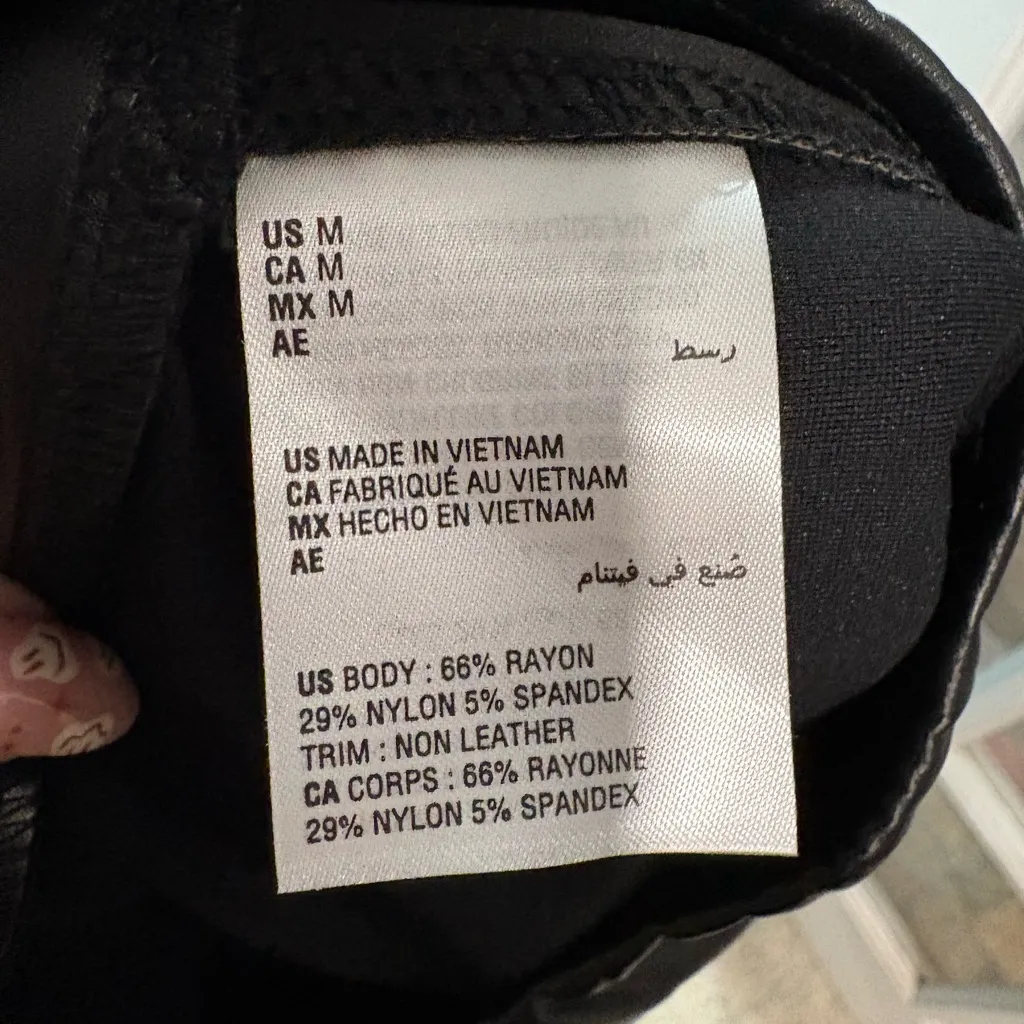 US M
CA M
MX M
AE
رسط
US MADE IN VIETNAM
CA FABRIQUÉ AU VIETNAM
MX HECHO EN VIETNAM
AE
صُنع في فيتنام
US BODY : 66% RAYON
29% NYLON 5% SPANDEX
TRIM : NON LEATHER
CA CORPS : 66% RAYONNE
29% NYLON 5% SPANDEX